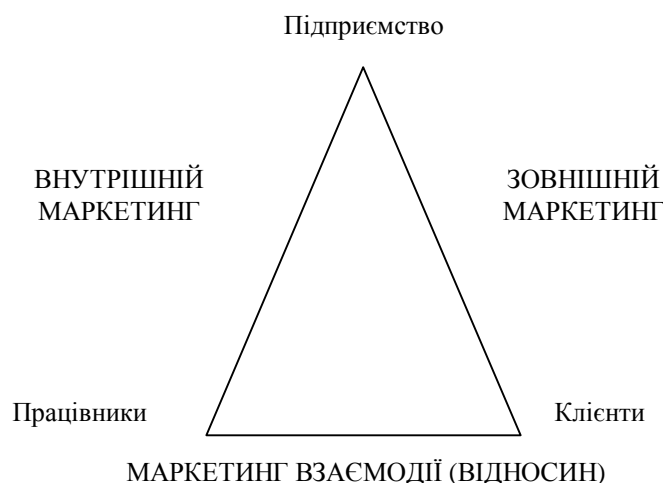 Підприємство
ВНУТРІШНІЙ
МАРКЕТИНГ
ЗОВНІШНІЙ
МАРКЕТИНГ
Працівники
Клієнти
МАРКЕТИНГ ВЗАЄМОДІЇ (ВІДНОСИН)